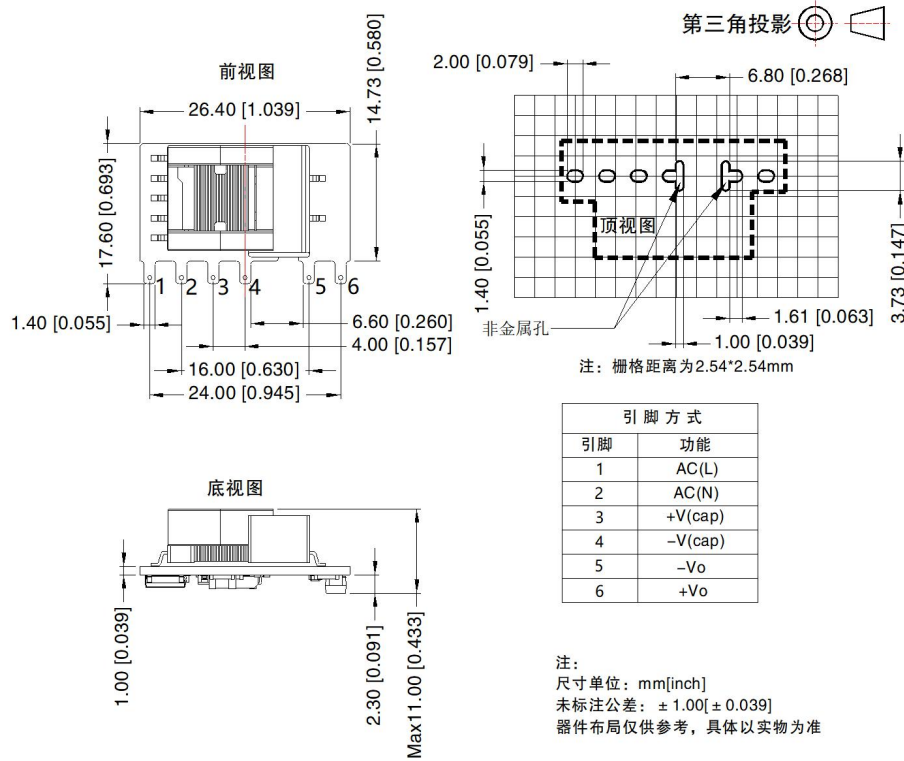 第三角投影
前视图
26.40 [1.039]
14.73 [0.580]
17.60 [0.693]
1 2 3 4 5 6
1.40 [0.055]
6.60 [0.260]
4.00 [0.157]
16.00 [0.630]
24.00 [0.945]
2.00 [0.079]
6.80 [0.268]
顶视图
1.40 [0.055]
3.73 [0.147]
非金属孔
1.61 [0.063]
1.00 [0.039]
注：栅格距离为2.54*2.54mm
引脚方式
引脚 功能
1 AC(L)
2 AC(N)
3 +V(cap)
4 −V(cap)
5 −Vo
6 +Vo
底视图
1.00 [0.039]
2.30 [0.091]
Max11.00 [0.433]
注：
尺寸单位：mm[inch]
未标注公差：±1.00[±0.039]
器件布局仅供参考，具体以实物为准